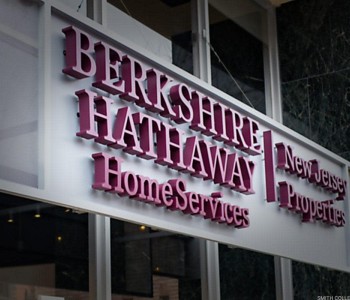 BERKSHIRE
HATHAWAY
HomeServices
New Jersey
Properties